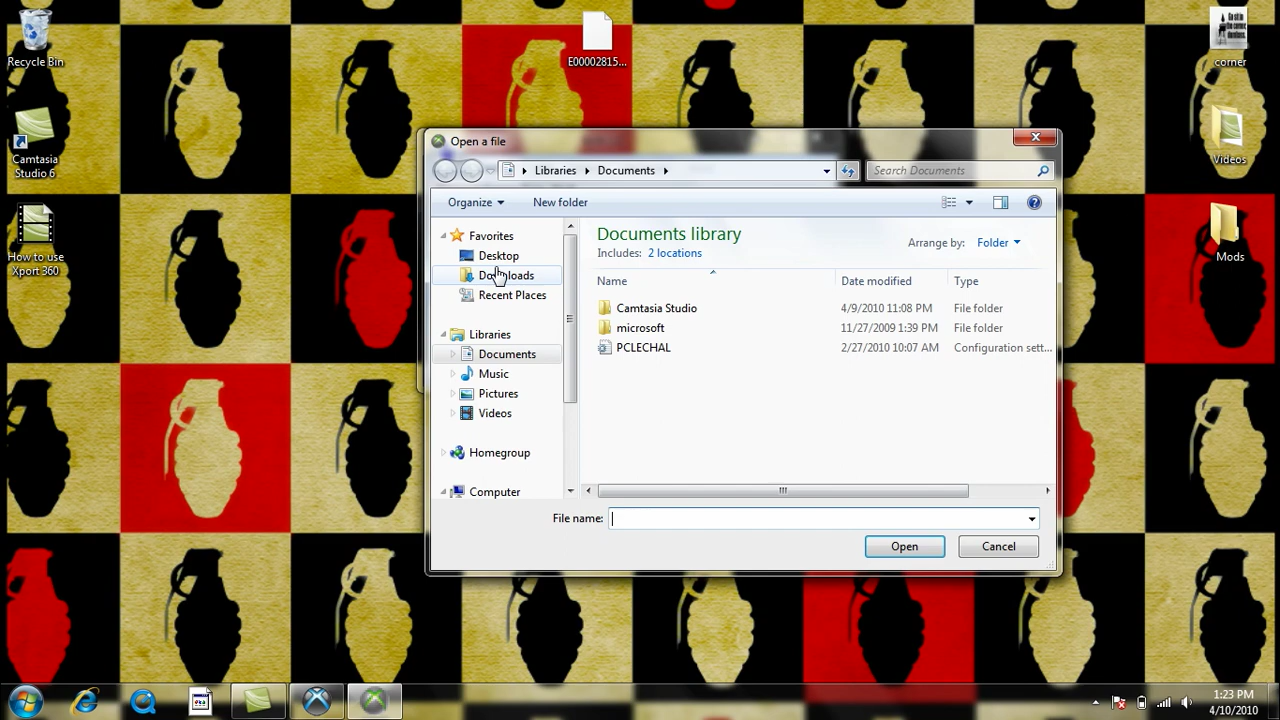 Recycle Bin
E00002815...
corner
Camtasia
Studio 6
Videos
How to use
Xport 360
Mods
Open a file
Libraries
Documents
Search Documents
Organize
New folder
Favorites
Desktop
Downloads
Recent Places
Libraries
Documents
Music
Pictures
Videos
Homegroup
Computer
Documents library
Includes: 2 locations
Arrange by: Folder
Name Date modified Type
Camtasia Studio 4/9/2010 11:08 PM File folder
microsoft 11/27/2009 1:39 PM File folder
PCLECHAL 2/27/2010 10:07 AM Configuration sett...
File name:
Open Cancel
1:23 PM
4/10/2010